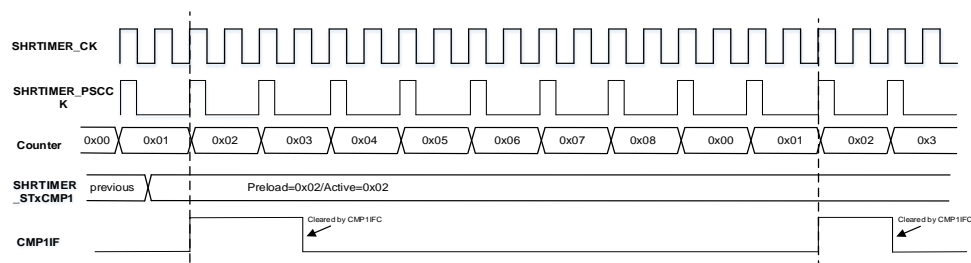 SHRTIMER_CK
SHRTIMER_PSCC
K
Counter
0x00
0x01
0x02
0x03
0x04
0x05
0x06
0x07
0x08
0x00
0x01
0x02
0x3
SHRTIMER
_STxCMP1
previous
Preload=0x02/Active=0x02
CMP1IF
Cleared by CMP1IFC
Cleared by CMP1IFC